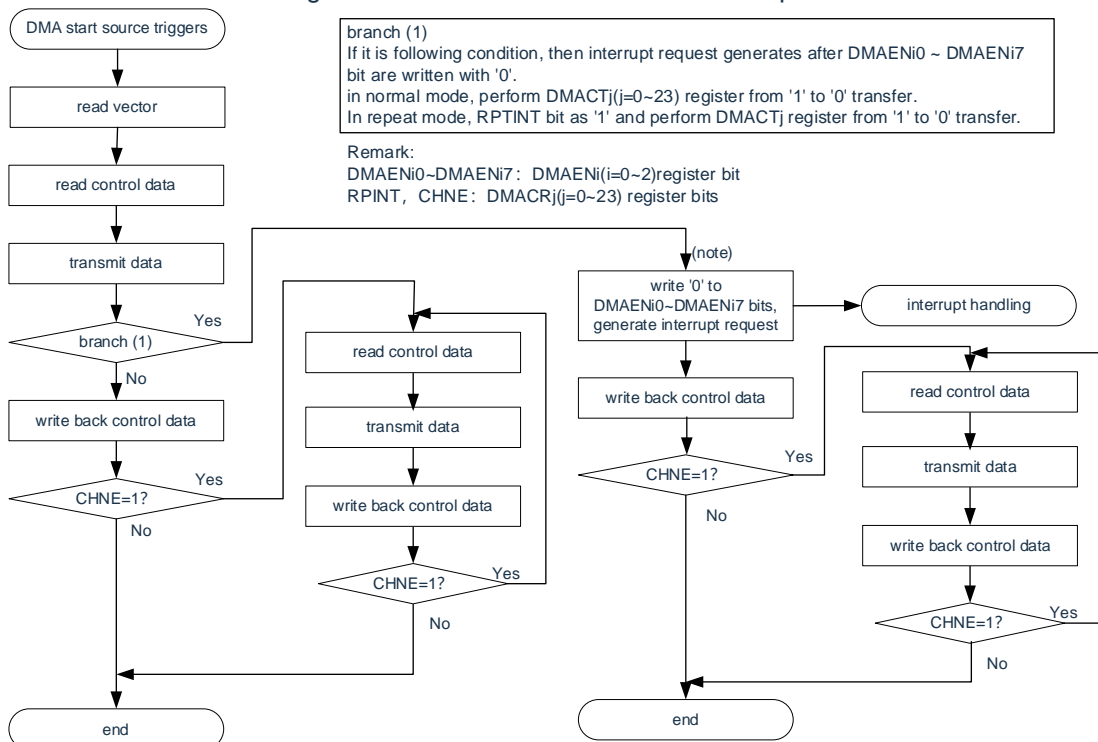 DMA start source triggers
read vector
read control data
transmit data
branch (1)
Yes
No
write back control data
CHNE=1?
Yes
No
end
branch (1)
If it is following condition, then interrupt request generates after DMAENi0 ~ DMAENi7
bit are written with '0'.
in normal mode, perform DMACTj(j=0~23) register from '1' to '0' transfer.
In repeat mode, RPTINT bit as '1' and perform DMACTj register from '1' to '0' transfer.
Remark:
DMAENi0~DMAENi7: DMAENi(i=0~2)register bit
RPINT, CHNE: DMACRj(j=0~23) register bits
read control data
transmit data
write back control data
CHNE=1?
Yes
No
(note)
write '0' to
DMAENi0~DMAENi7 bits,
generate interrupt request
interrupt handling
write back control data
CHNE=1?
Yes
No
read control data
transmit data
write back control data
CHNE=1?
Yes
No
end